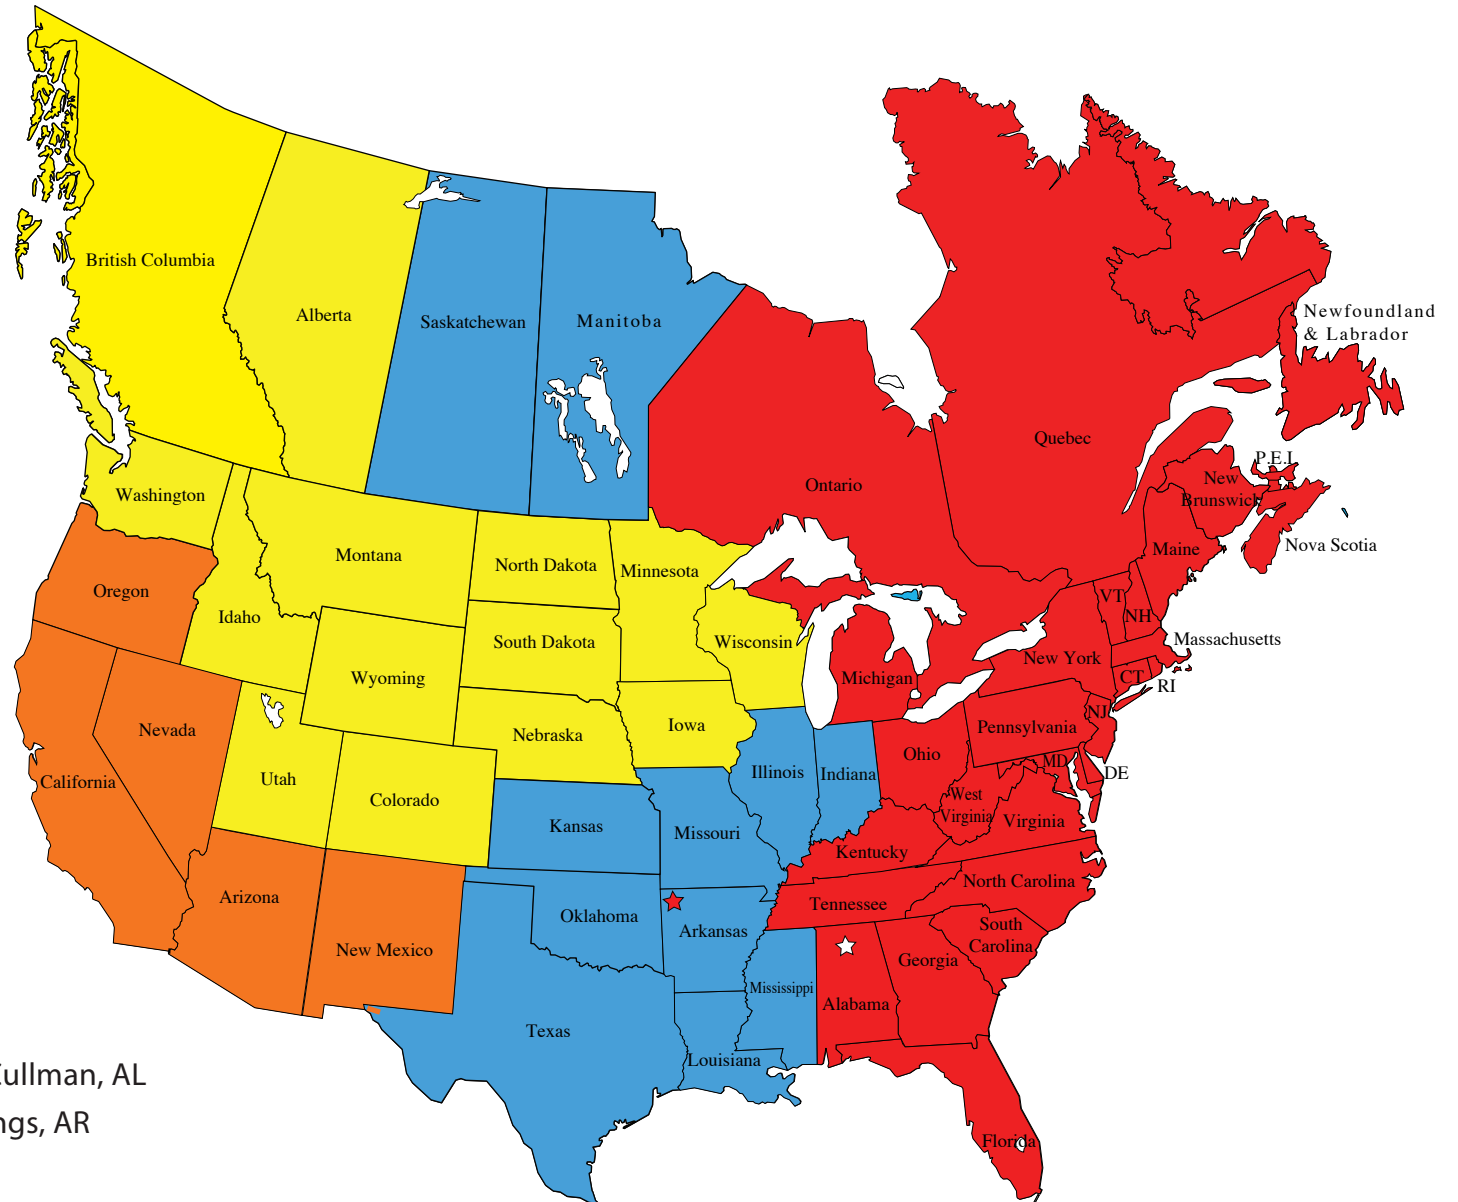 British Columbia
Alberta
Saskatchewan
Manitoba
Newfoundland
& Labrador
Quebec
Ontario
P.E.I.
New
Brunswick
Nova Scotia
Maine
Washington
Montana
North Dakota
Minnesota
Oregon
Idaho
VT
NH
Massachusetts
South Dakota
Wisconsin
New York
Wyoming
Michigan
CT
RI
Nevada
Nebraska
Iowa
Pennsylvania
NJ
California
Utah
Colorado
Illinois
Indiana
Ohio
MD
DE
West
Virginia
Virginia
Kansas
Missouri
Kentucky
Arizona
New Mexico
Oklahoma
Arkansas
Tennessee
North Carolina
South
Carolina
Georgia
Mississippi
Alabama
Texas
Louisiana
Florida
Cullman, AL
ngs, AR